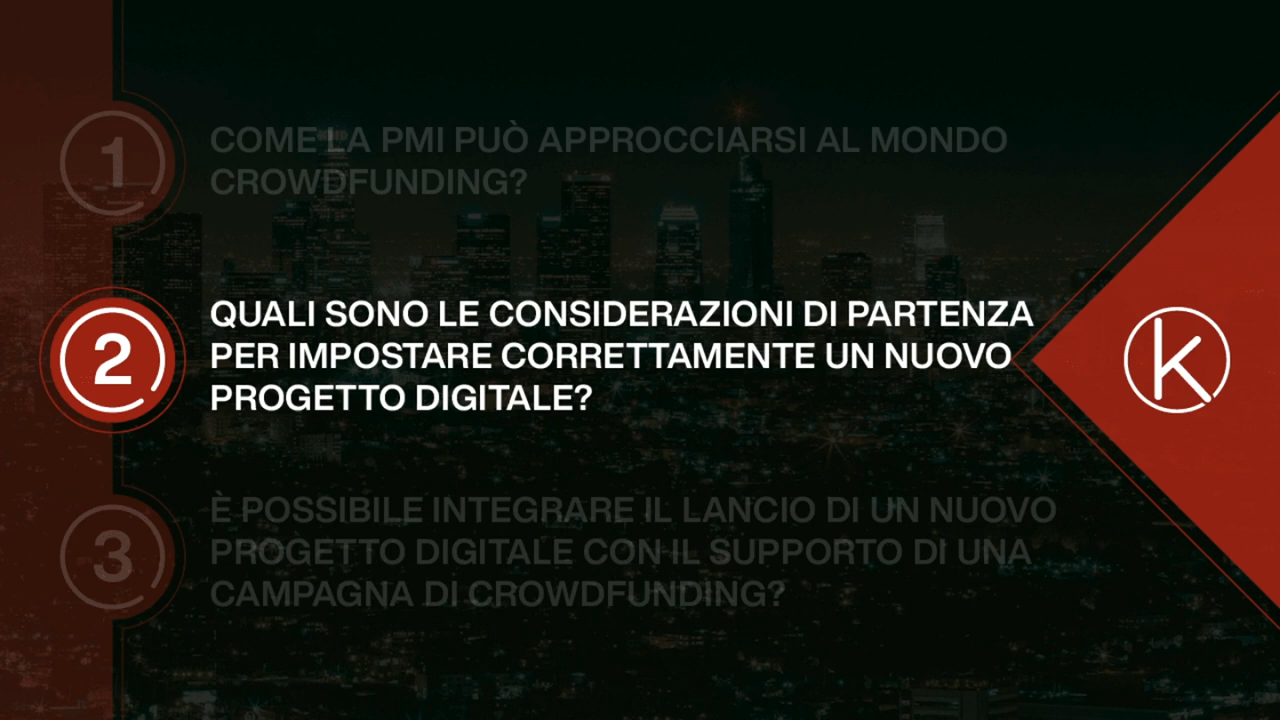 1
COME LA PMI PUÒ APPROCCIARSI AL MONDO
CROWDFUNDING?
2
QUALI SONO LE CONSIDERAZIONI DI PARTENZA
PER IMPOSTARE CORRETTAMENTE UN NUOVO
PROGETTO DIGITALE?
K
3
È POSSIBILE INTEGRARE IL LANCIO DI UN NUOVO
PROGETTO DIGITALE CON IL SUPPORTO DI UNA
CAMPAGNA DI CROWDFUNDING?